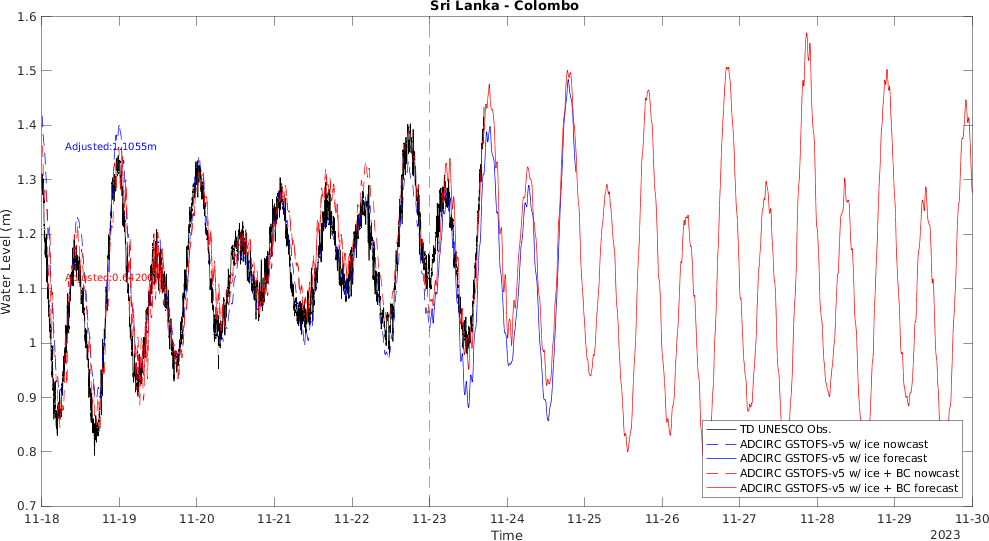 Sri Lanka - Colombo
1.6
1.5
1.4
1.3
1.2
1.1
1
0.9
0.8
0.7
Water Level (m)
Adjusted:1.1055m
TD UNESCO Obs.
ADCIRC GSTOFS-v5 w/ ice nowcast
ADCIRC GSTOFS-v5 w/ ice forecast
ADCIRC GSTOFS-v5 w/ ice + BC nowcast
ADCIRC GSTOFS-v5 w/ ice + BC forecast
11-18 11-19 11-20 11-21 11-22 11-23 11-24 11-25 11-26 11-27 11-28 11-29 11-30
Time
2023